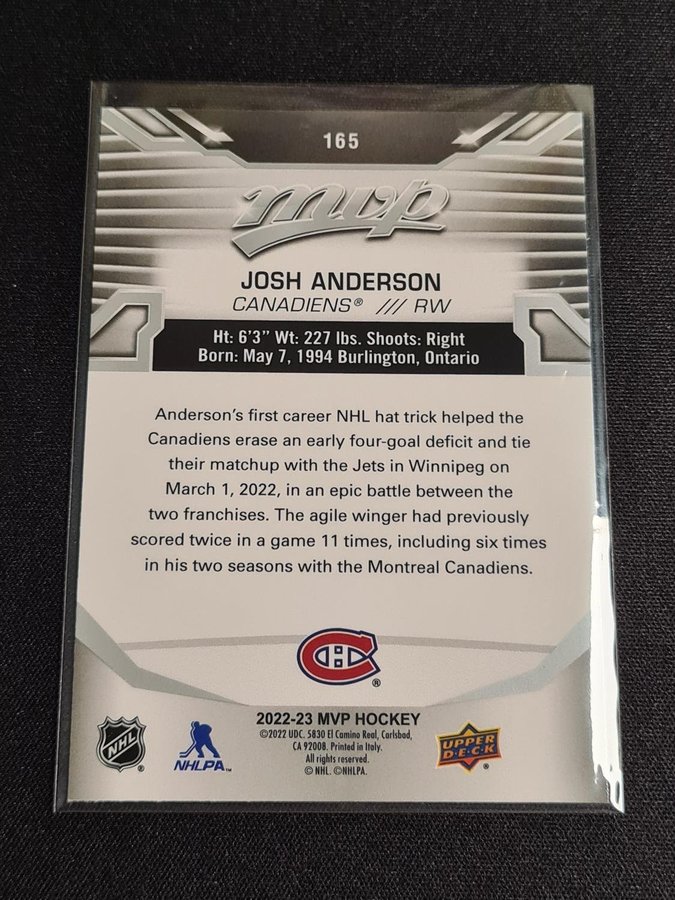 165
mvp
JOSH ANDERSON
CANADIENS® /// RW
Ht: 6'3" Wt: 227 lbs. Shoots: Right
Born: May 7, 1994 Burlington, Ontario
Anderson's first career NHL hat trick helped the
Canadiens erase an early four-goal deficit and tie
their matchup with the Jets in Winnipeg on
March 1, 2022, in an epic battle between the
two franchises. The agile winger had previously
scored twice in a game 11 times, including six times
in his two seasons with the Montreal Canadiens.
CH ®
2022-23 MVP HOCKEY
©2022 UDC. 5830 El Camino Real, Carlsbad,
CA 92008. Printed in Italy.
All rights reserved.
© NHL. ©NHLPA.
NHL ®
NHLPA™
UPPER
DECK ®